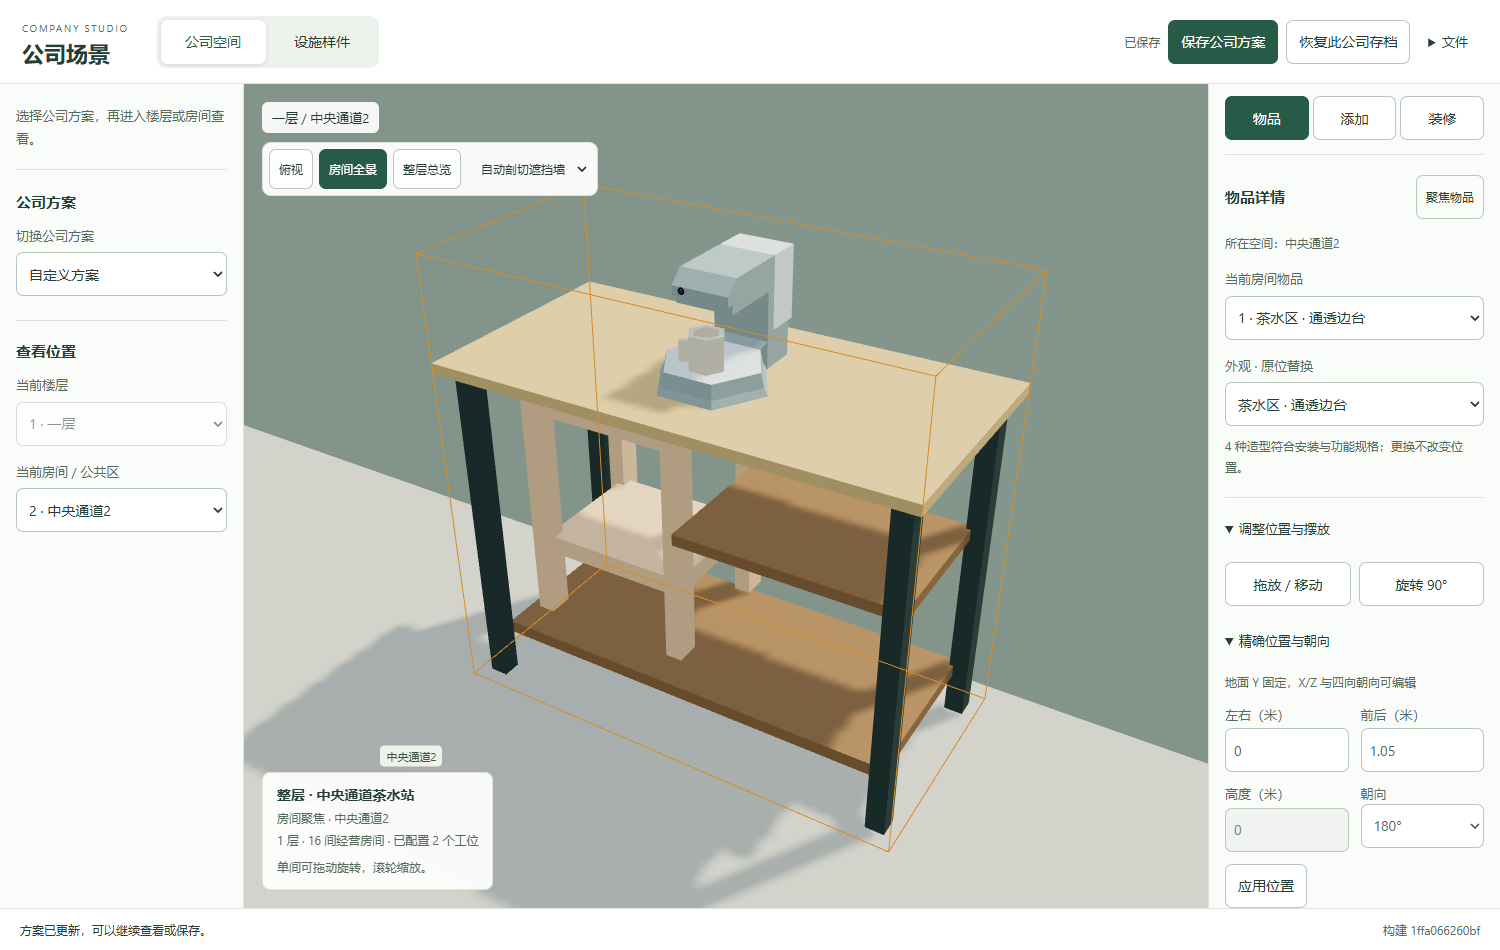 COMPANY STUDIO
公司场景
公司空间
设施样件
已保存
保存公司方案
恢复此公司存档
▶ 文件
选择公司方案，再进入楼层或房间查
看。
公司方案
切换公司方案
自定义方案
查看位置
当前楼层
1 · 一层
当前房间 / 公共区
2 · 中央通道2
一层 / 中央通道2
俯视
房间全景
整层总览
自动剖切遮挡墙
中央通道2
整层 · 中央通道茶水站
房间聚焦 · 中央通道2
1 层 · 16 间经营房间 · 已配置 2 个工位
单间可拖动旋转，滚轮缩放。
物品
添加
装修
物品详情
聚焦物品
所在空间：中央通道2
当前房间物品
1 · 茶水区 · 通透边台
外观 · 原位替换
茶水区 · 通透边台
4 种造型符合安装与功能规格；更换不改变位
置。
▼ 调整位置与摆放
拖放 / 移动
旋转 90°
▼ 精确位置与朝向
地面 Y 固定，X/Z 与四向朝向可编辑
左右（米）
前后（米）
0
1.05
高度（米）
朝向
0
180°
应用位置
方案已更新，可以继续查看或保存。
构建 1ffa066260bf